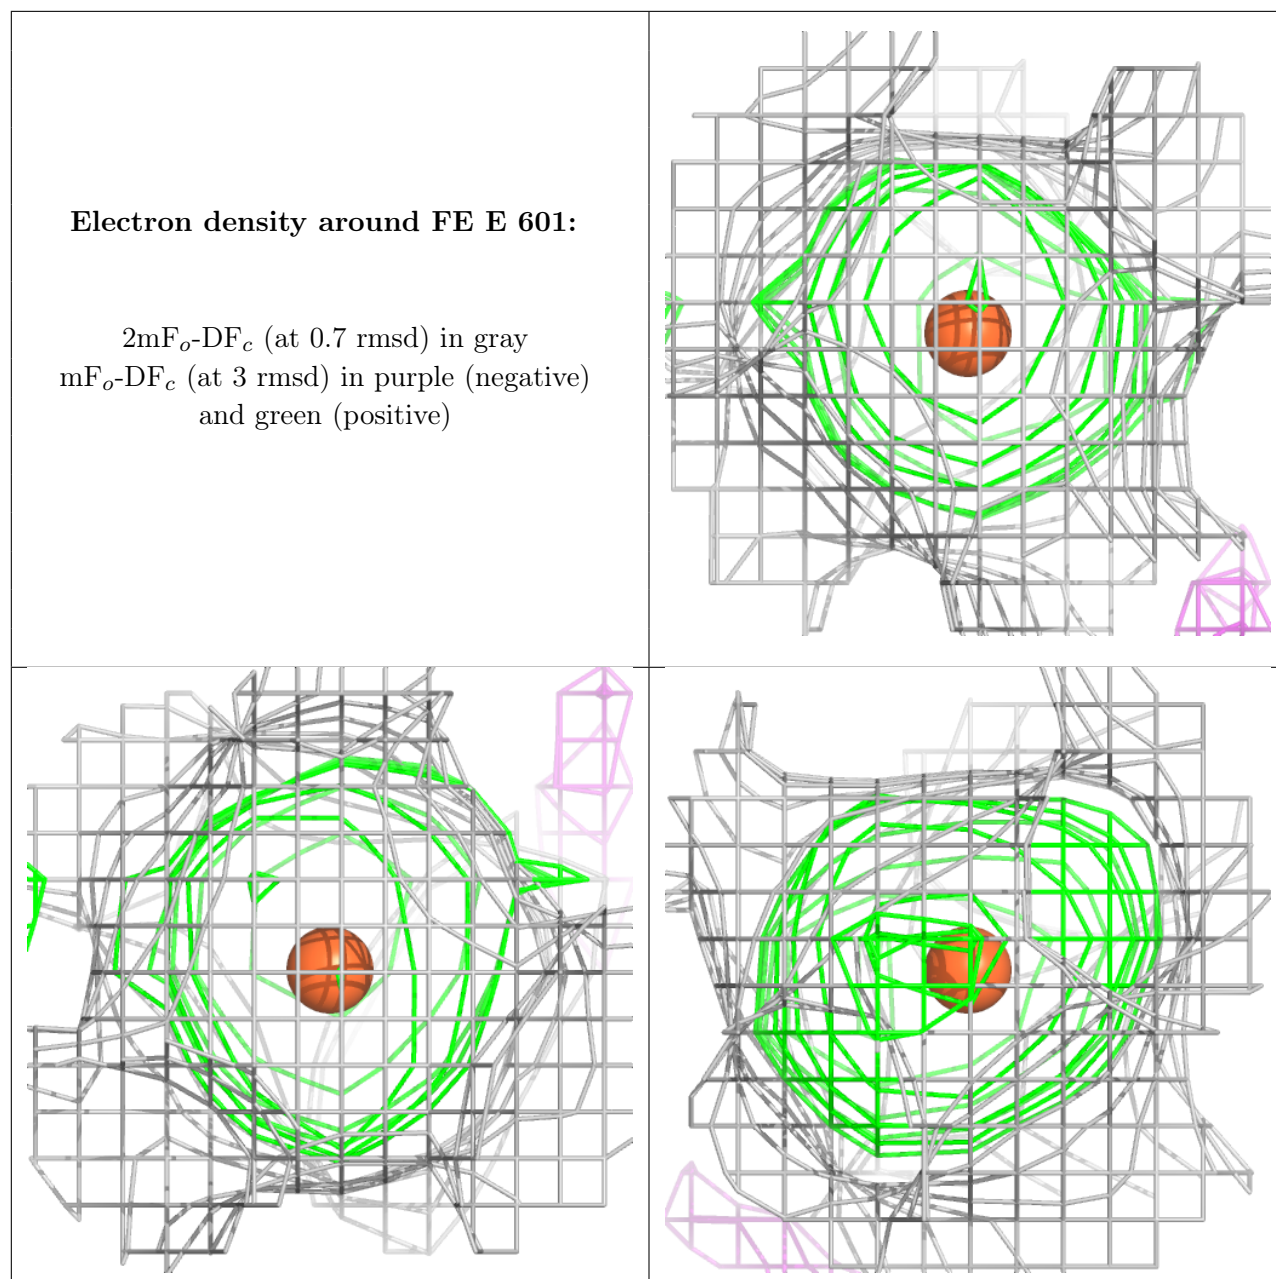 Electron density around FE E 601:
2mFₒ-DF𝒸 (at 0.7 rmsd) in gray
mFₒ-DF𝒸 (at 3 rmsd) in purple (negative)
and green (positive)